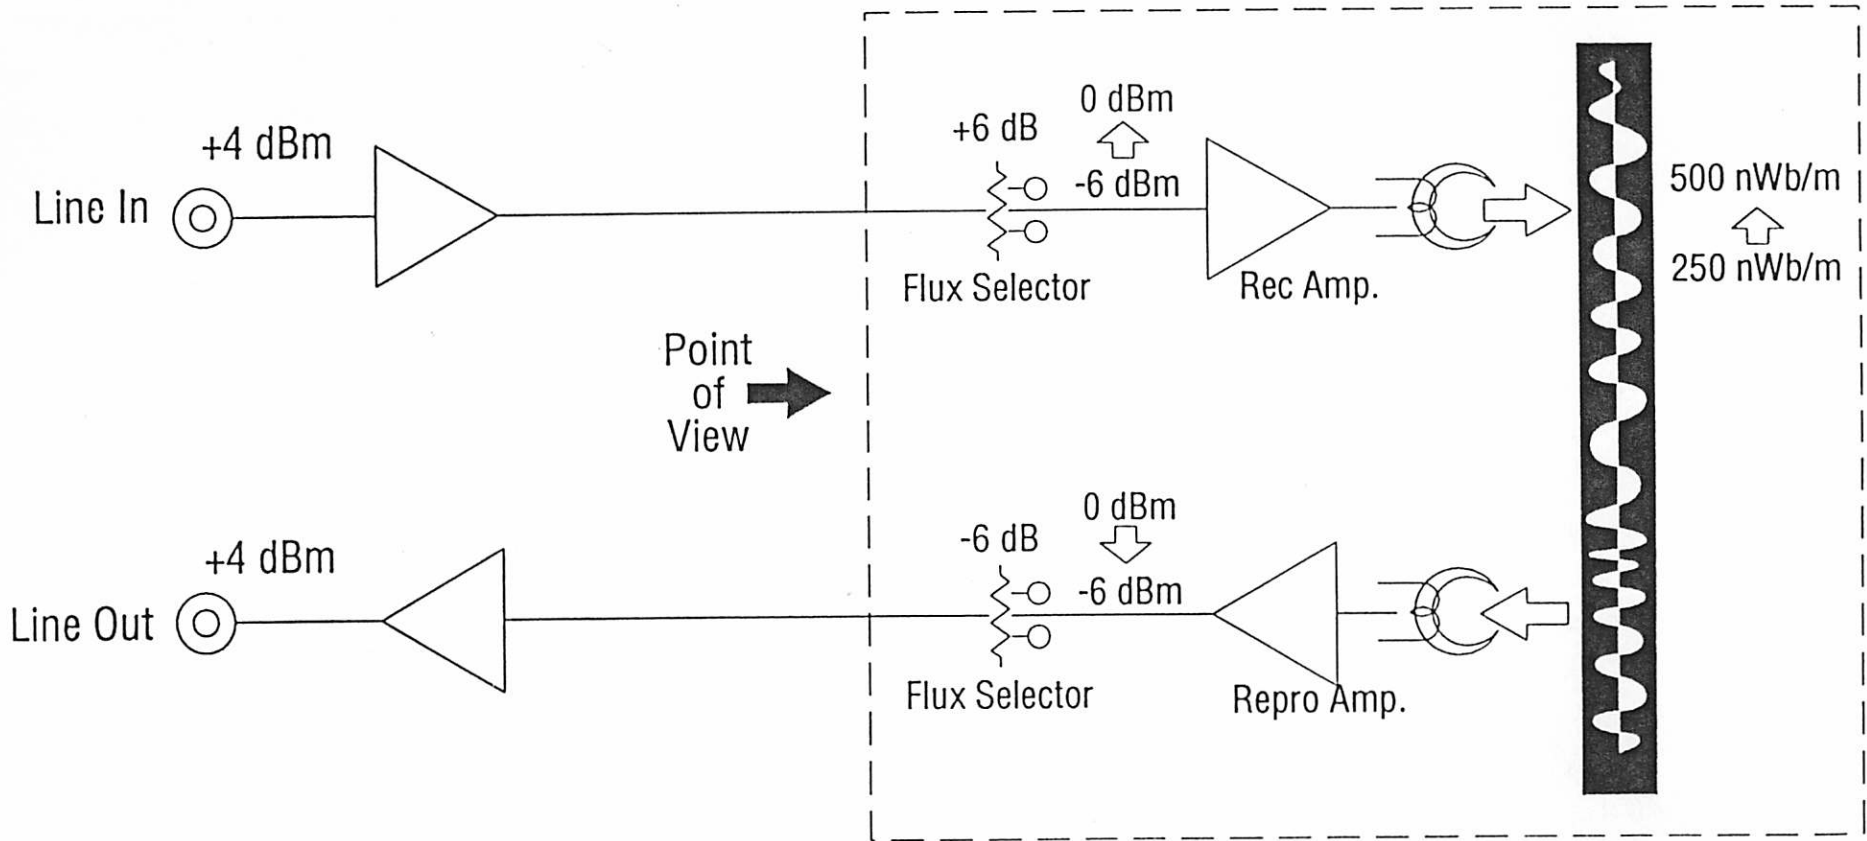 +4 dBm
Line In
+6 dB
0 dBm
-6 dBm
Flux Selector
Rec Amp.
500 nWb/m
250 nWb/m
Point
of
View
+4 dBm
Line Out
-6 dB
0 dBm
-6 dBm
Flux Selector
Repro Amp.